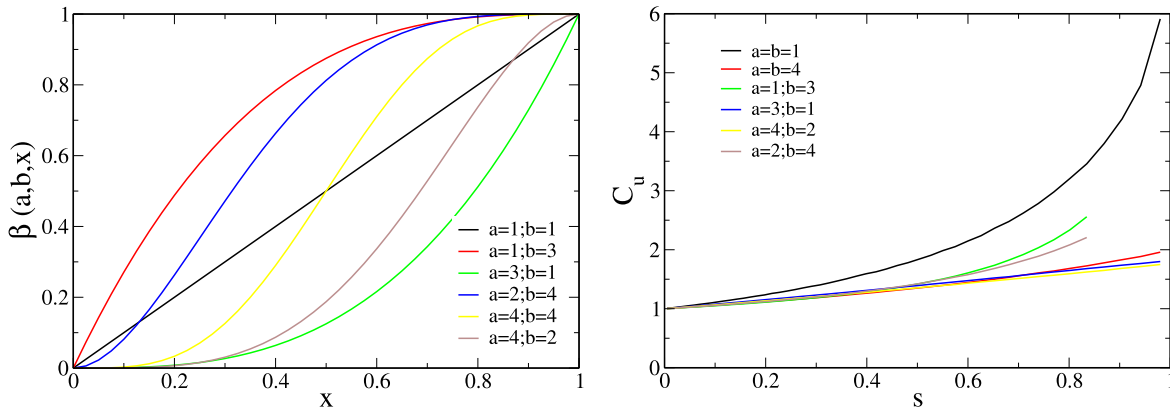 1
0.8
0.6
0.4
0.2
0
β (a,b,x)
a=1;b=1
a=1;b=3
a=3;b=1
a=2;b=4
a=4;b=4
a=4;b=2
0 0.2 0.4 0.6 0.8 1
x
6
5
4
3
2
1
0
C_u
a=b=1
a=b=4
a=1;b=3
a=3;b=1
a=4;b=2
a=2;b=4
0 0.2 0.4 0.6 0.8 1
s